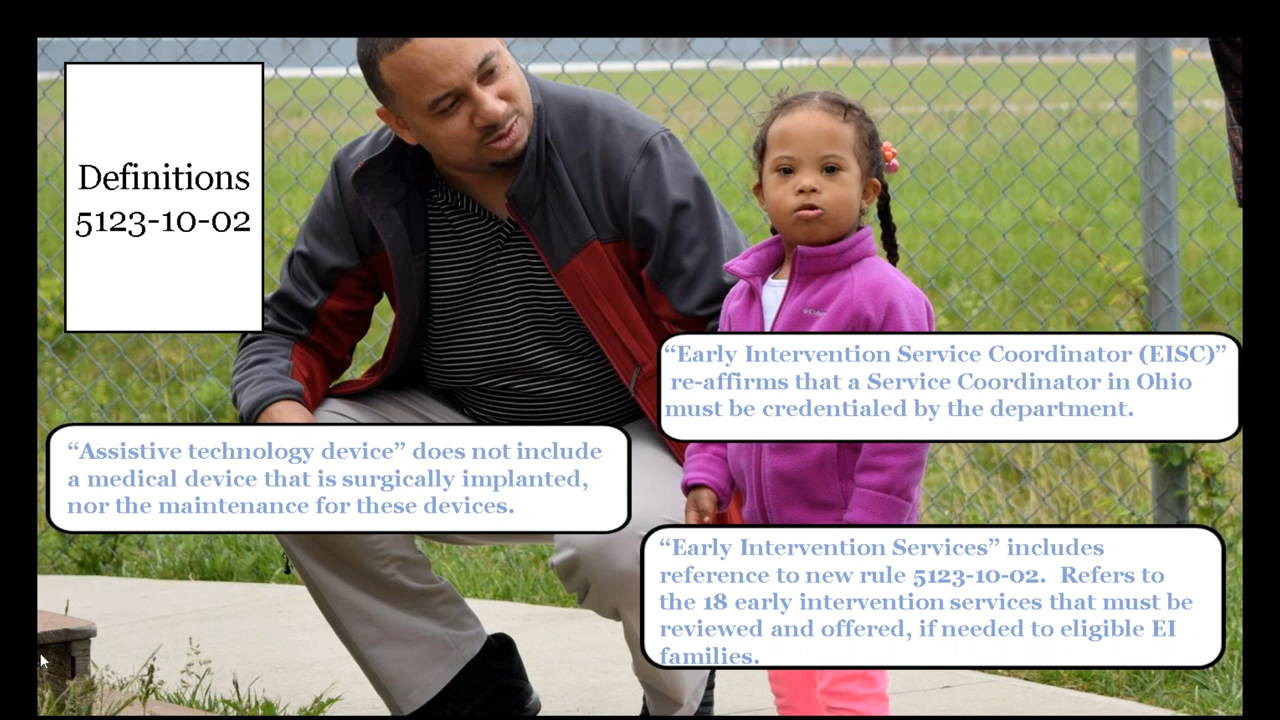 Definitions
5123-10-02
“Early Intervention Service Coordinator (EISC)”
re-affirms that a Service Coordinator in Ohio
must be credentialed by the department.
“Assistive technology device” does not include
a medical device that is surgically implanted,
nor the maintenance for these devices.
“Early Intervention Services” includes
reference to new rule 5123-10-02.  Refers to
the 18 early intervention services that must be
reviewed and offered, if needed to eligible EI
families.